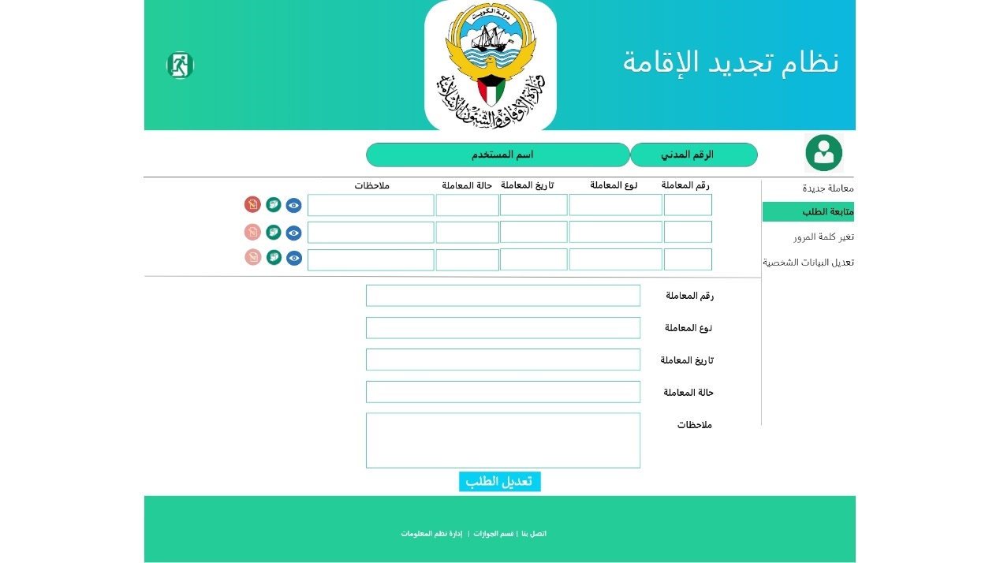 دولة الكويت
وزارة الأوقاف والشئون الإسلامية
نظام تجديد الإقامة
الرقم المدني
اسم المستخدم
معاملة جديدة
متابعة الطلب
تغير كلمة المرور
تعديل البيانات الشخصية
رقم المعاملة نوع المعاملة تاريخ المعاملة حالة المعاملة ملاحظات
رقم المعاملة
نوع المعاملة
تاريخ المعاملة
حالة المعاملة
ملاحظات
تعديل الطلب
اتصل بنا | قسم الجوازات | إدارة نظم المعلومات